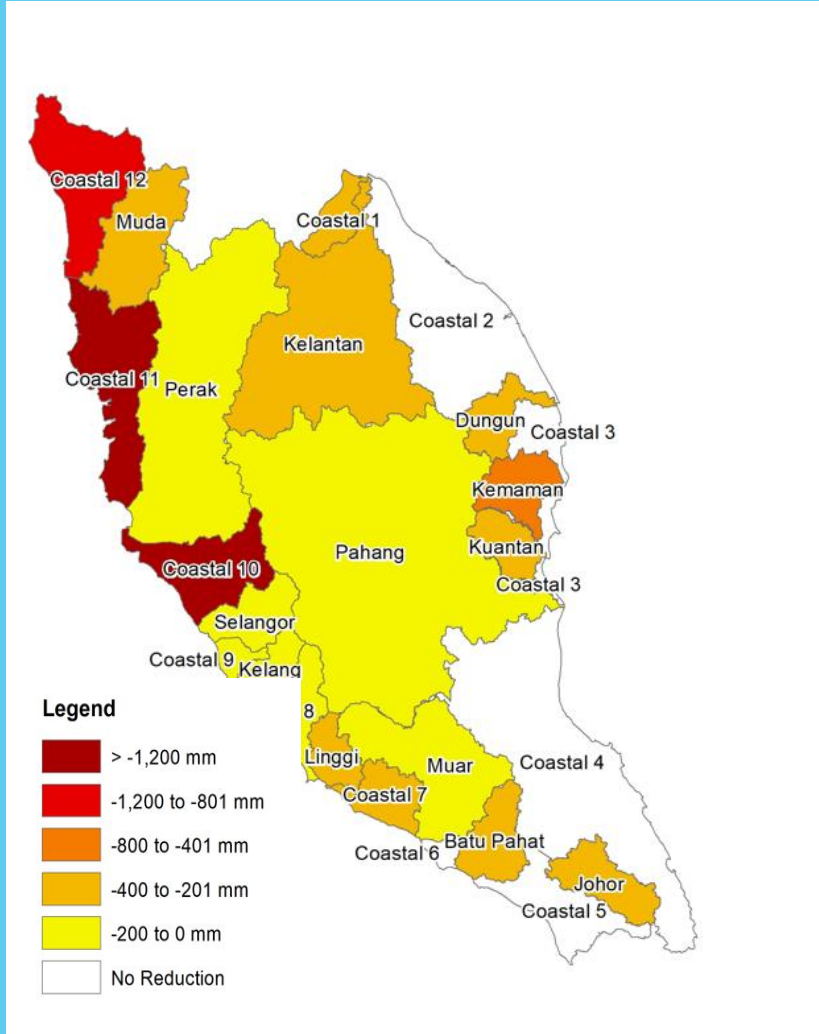 Coastal 12
Muda
Coastal 1
Coastal 2
Kelantan
Coastal 11
Perak
Dungun
Coastal 3
Kemaman
Pahang
Kuantan
Coastal 10
Coastal 3
Selangor
Coastal 9
Kelang
8
Linggi
Muar
Coastal 4
Coastal 7
Batu Pahat
Coastal 6
Johor
Coastal 5
Legend
> -1,200 mm
-1,200 to -801 mm
-800 to -401 mm
-400 to -201 mm
-200 to 0 mm
No Reduction